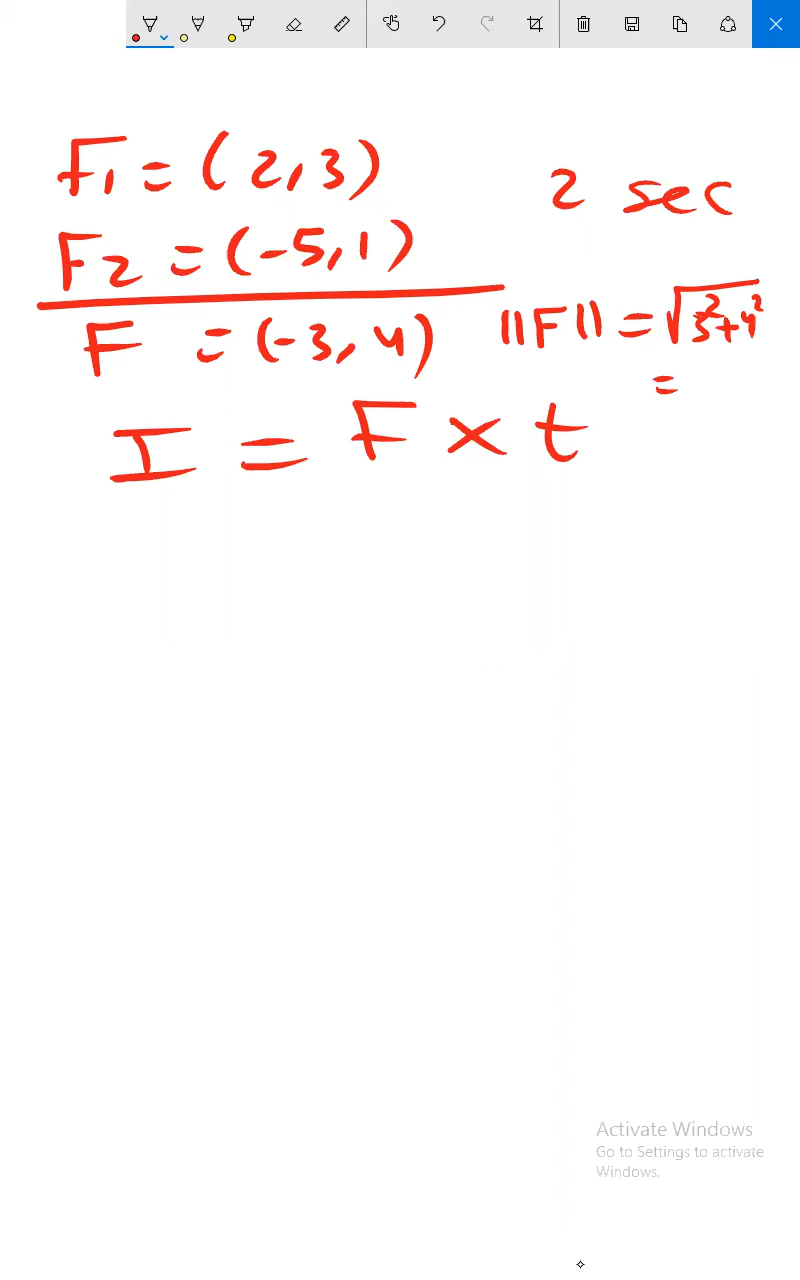 F1 = (2,3)
2 sec
F2 = (-5,1)
F = (-3,4)
||F|| = √3²+4²
=
I = F × t
Activate Windows
Go to Settings to activate
Windows.